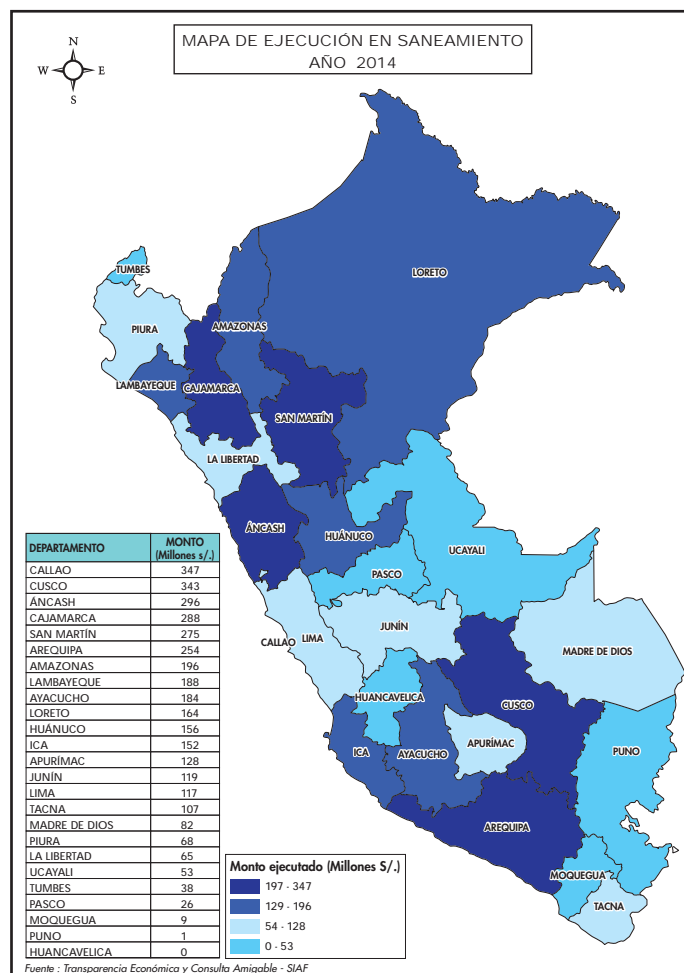 MAPA DE EJECUCIÓN EN SANEAMIENTO
AÑO 2014
N
W E
S
LORETO
TUMBES
AMAZONAS
PIURA
LAMBAYEQUE
CAJAMARCA
SAN MARTÍN
LA LIBERTAD
ÁNCASH
HUÁNUCO
UCAYALI
PASCO
JUNÍN
CALLAO
LIMA
MADRE DE DIOS
HUANCAVELICA
CUSCO
ICA
AYACUCHO
APURÍMAC
PUNO
AREQUIPA
MOQUEGUA
TACNA
DEPARTAMENTO MONTO
(Millones s/.)
CALLAO 347
CUSCO 343
ÁNCASH 296
CAJAMARCA 288
SAN MARTÍN 275
AREQUIPA 254
AMAZONAS 196
LAMBAYEQUE 188
AYACUCHO 184
LORETO 164
HUÁNUCO 156
ICA 152
APURÍMAC 128
JUNÍN 119
LIMA 117
TACNA 107
MADRE DE DIOS 82
PIURA 68
LA LIBERTAD 65
UCAYALI 53
TUMBES 38
PASCO 26
MOQUEGUA 9
PUNO 1
HUANCAVELICA 0
Monto ejecutado (Millones S/.)
197 - 347
129 - 196
54 - 128
0 - 53
Fuente : Transparencia Económica y Consulta Amigable - SIAF